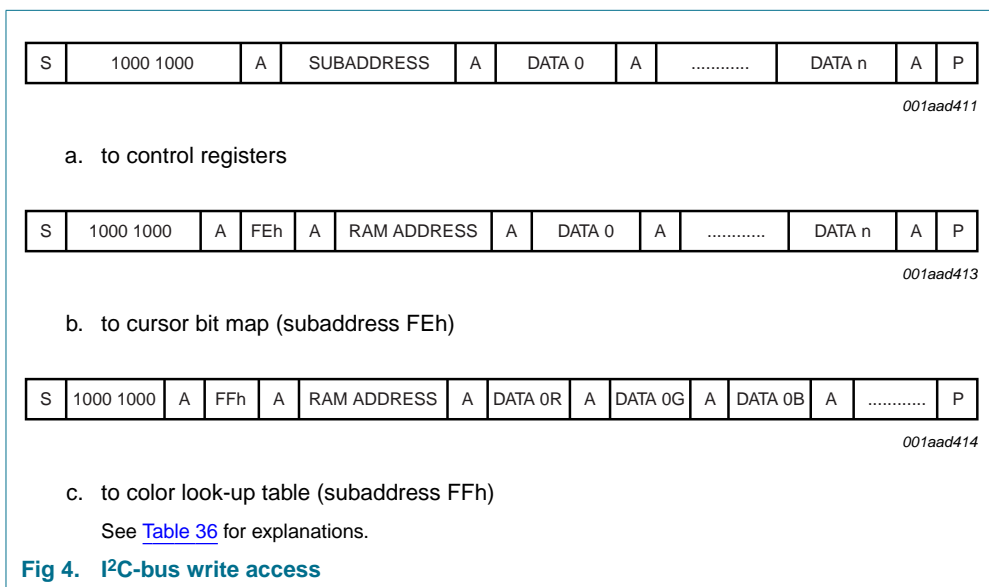 S 1000 1000 A SUBADDRESS A DATA 0 A ............ DATA n A P
001aad411
a. to control registers
S 1000 1000 A FEh A RAM ADDRESS A DATA 0 A ............ DATA n A P
001aad413
b. to cursor bit map (subaddress FEh)
S 1000 1000 A FFh A RAM ADDRESS A DATA 0R A DATA 0G A DATA 0B A ............ P
001aad414
c. to color look-up table (subaddress FFh)
See Table 36 for explanations.
Fig 4. I²C-bus write access